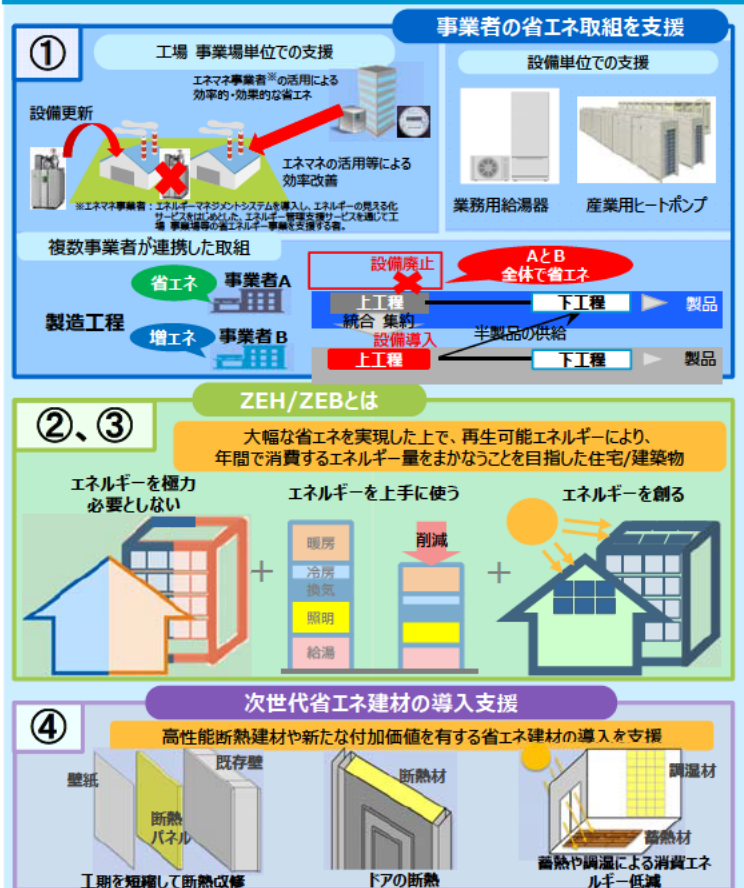 事業者の省エネ取組を支援
①
工場 事業場単位での支援
エネマネ事業者※の活用による
効率的・効果的な省エネ
設備更新
エネマネの活用等による
効率改善
※エネマネ事業者：エネルギーマネジメントシステムを導入し、エネルギーの見える化
サービスをはじめとした、エネルギー管理支援サービスを通じて工
場 事業場等の省エネルギー事業を支援する者。
設備単位での支援
業務用給湯器
産業用ヒートポンプ
複数事業者が連携した取組
製造工程
省エネ
事業者A
増エネ
事業者B
設備廃止
AとB
全体で省エネ
上工程
下工程
製品
統合 集約
設備導入
半製品の供給
上工程
下工程
製品
ZEH/ZEBとは
②、③
大幅な省エネを実現した上で、再生可能エネルギーにより、
年間で消費するエネルギー量をまかなうことを目指した住宅/建築物
エネルギーを極力
必要としない
エネルギーを上手に使う
エネルギーを創る
+
暖房
冷房
換気
照明
給湯
削減
+
次世代省エネ建材の導入支援
④
高性能断熱建材や新たな付加価値を有する省エネ建材の導入を支援
壁紙
断熱
パネル
既存壁
工期を短縮して断熱改修
断熱材
ドアの断熱
調湿材
蓄熱材
蓄熱や調湿による消費エネ
ルギー低減